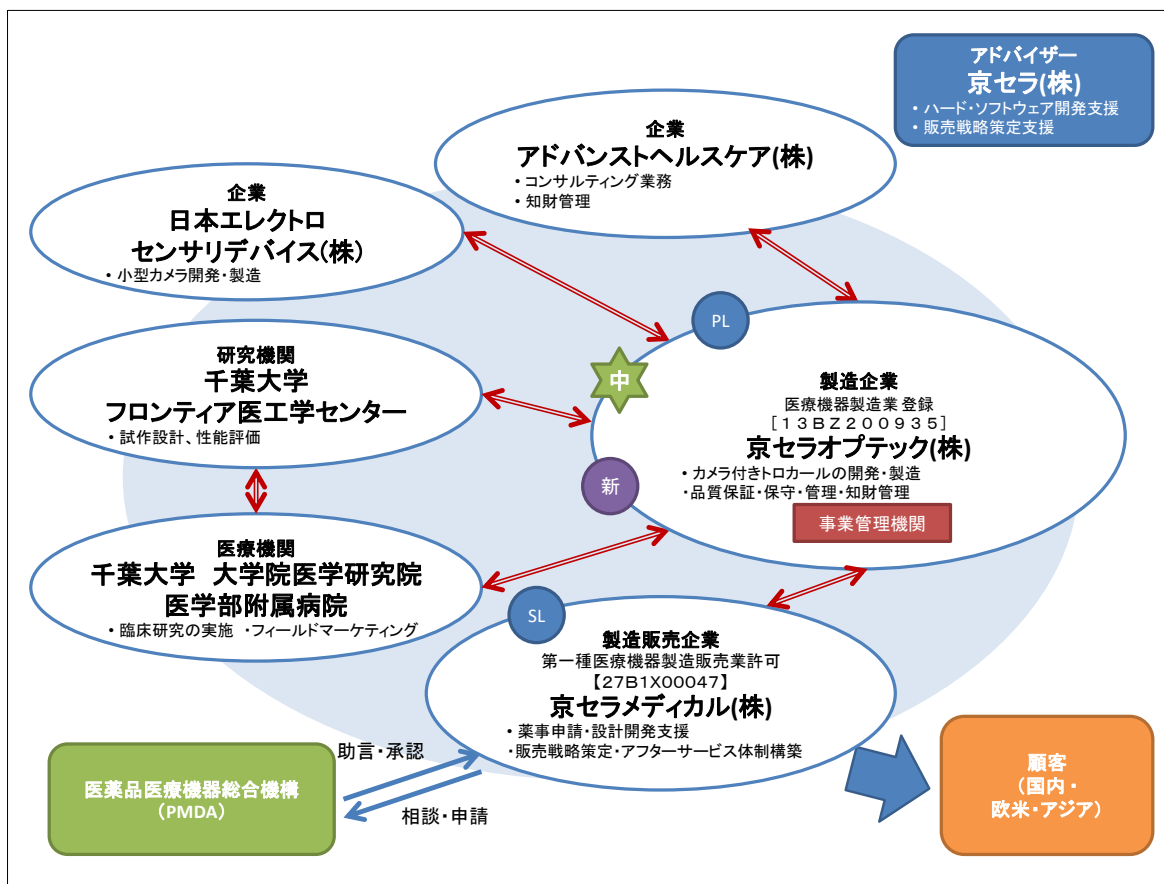 アドバイザー
京セラ(株)
・ハード・ソフトウェア開発支援
・販売戦略策定支援
企業
アドバンストヘルスケア(株)
・コンサルティング業務
・知財管理
企業
日本エレクトロ
センサリデバイス(株)
・小型カメラ開発・製造
PL
研究機関
千葉大学
フロンティア医工学センター
・試作設計、性能評価
中
製造企業
医療機器製造業 登録
[13BZ200935]
京セラオプテック(株)
・カメラ付きトロカールの開発・製造
・品質保証・保守・管理・知財管理
事業管理機関
新
医療機関
千葉大学 大学院医学研究院
医学部附属病院
・臨床研究の実施 ・フィールドマーケティング
SL
製造販売企業
第一種医療機器製造販売業許可
【27B1X00047】
京セラメディカル(株)
・薬事申請・設計開発支援
・販売戦略策定・アフターサービス体制構築
助言・承認
医薬品医療機器総合機構
(PMDA)
相談・申請
顧客
(国内・
欧米・アジア)